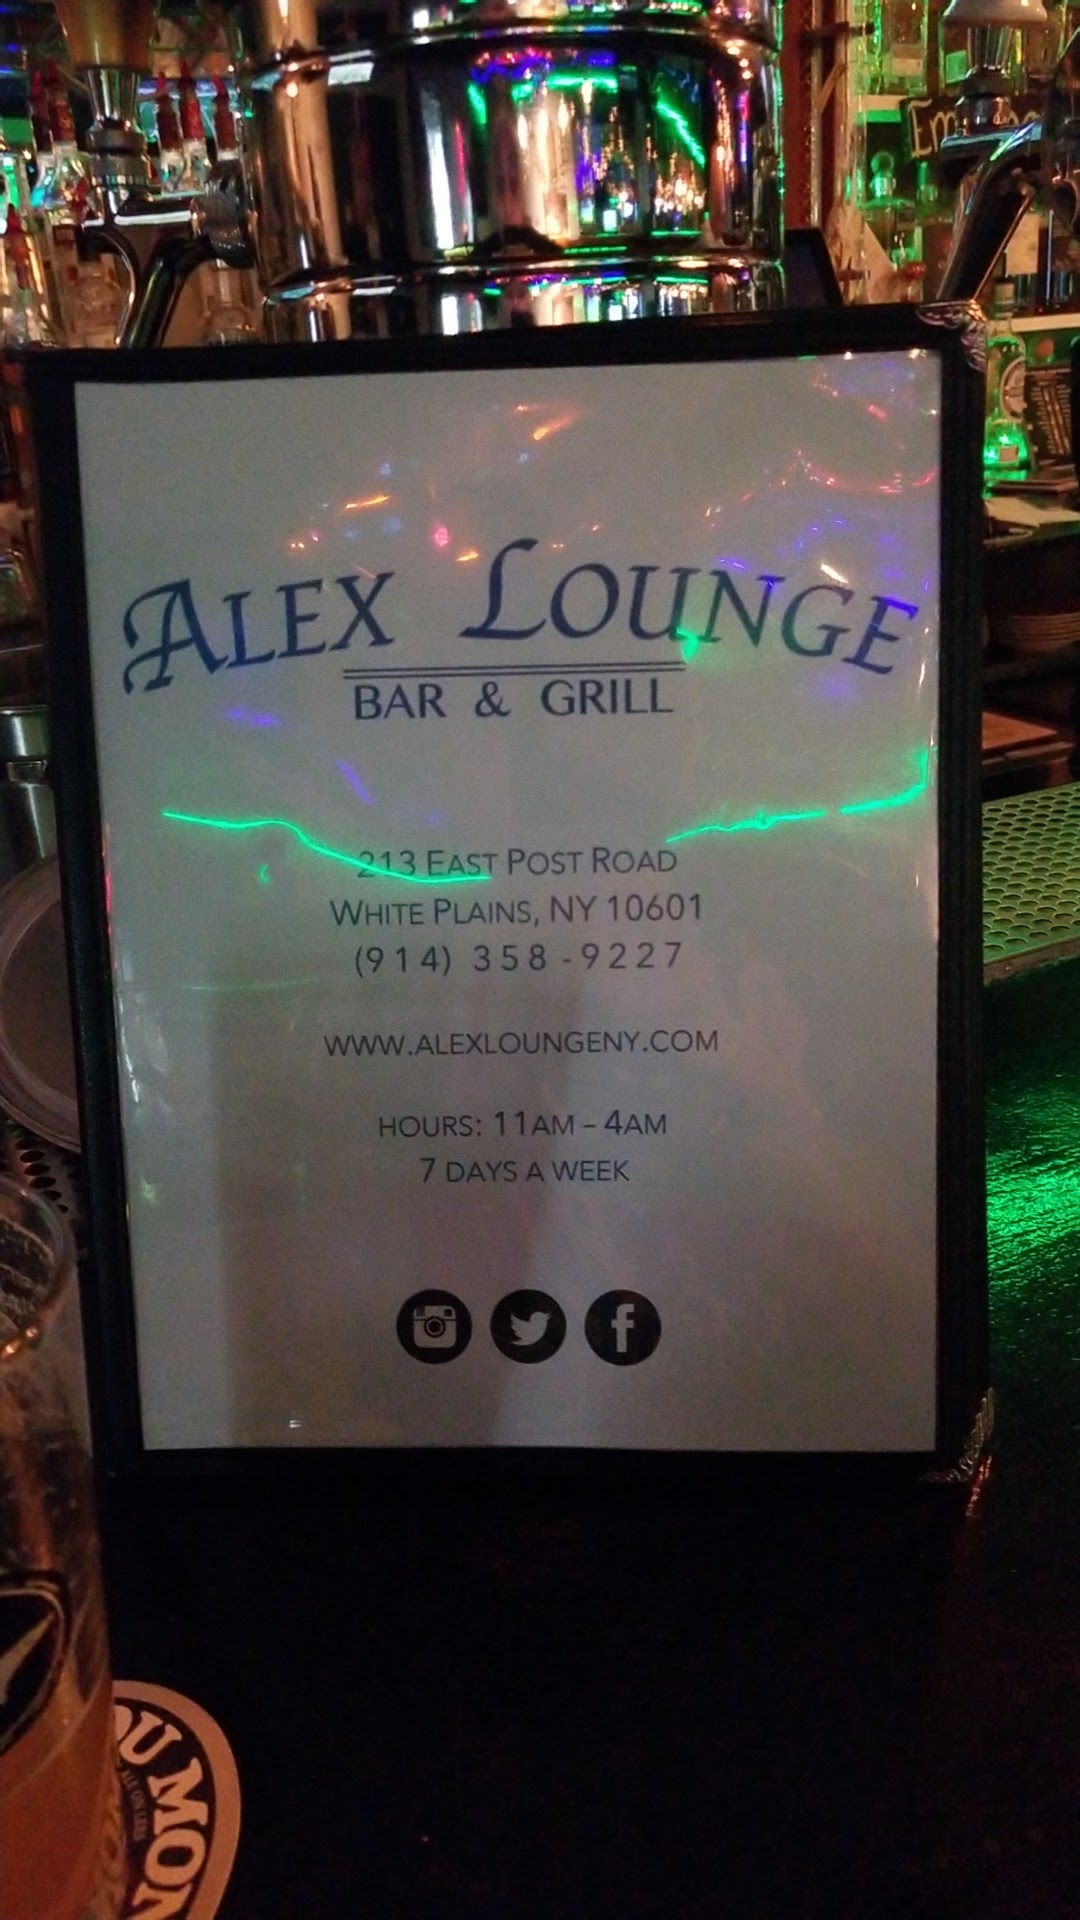 ALEX LOUNGE
BAR & GRILL
213 EAST POST ROAD
WHITE PLAINS, NY 10601
(914) 358-9227
WWW.ALEXLOUNGENY.COM
HOURS: 11AM – 4AM
7 DAYS A WEEK